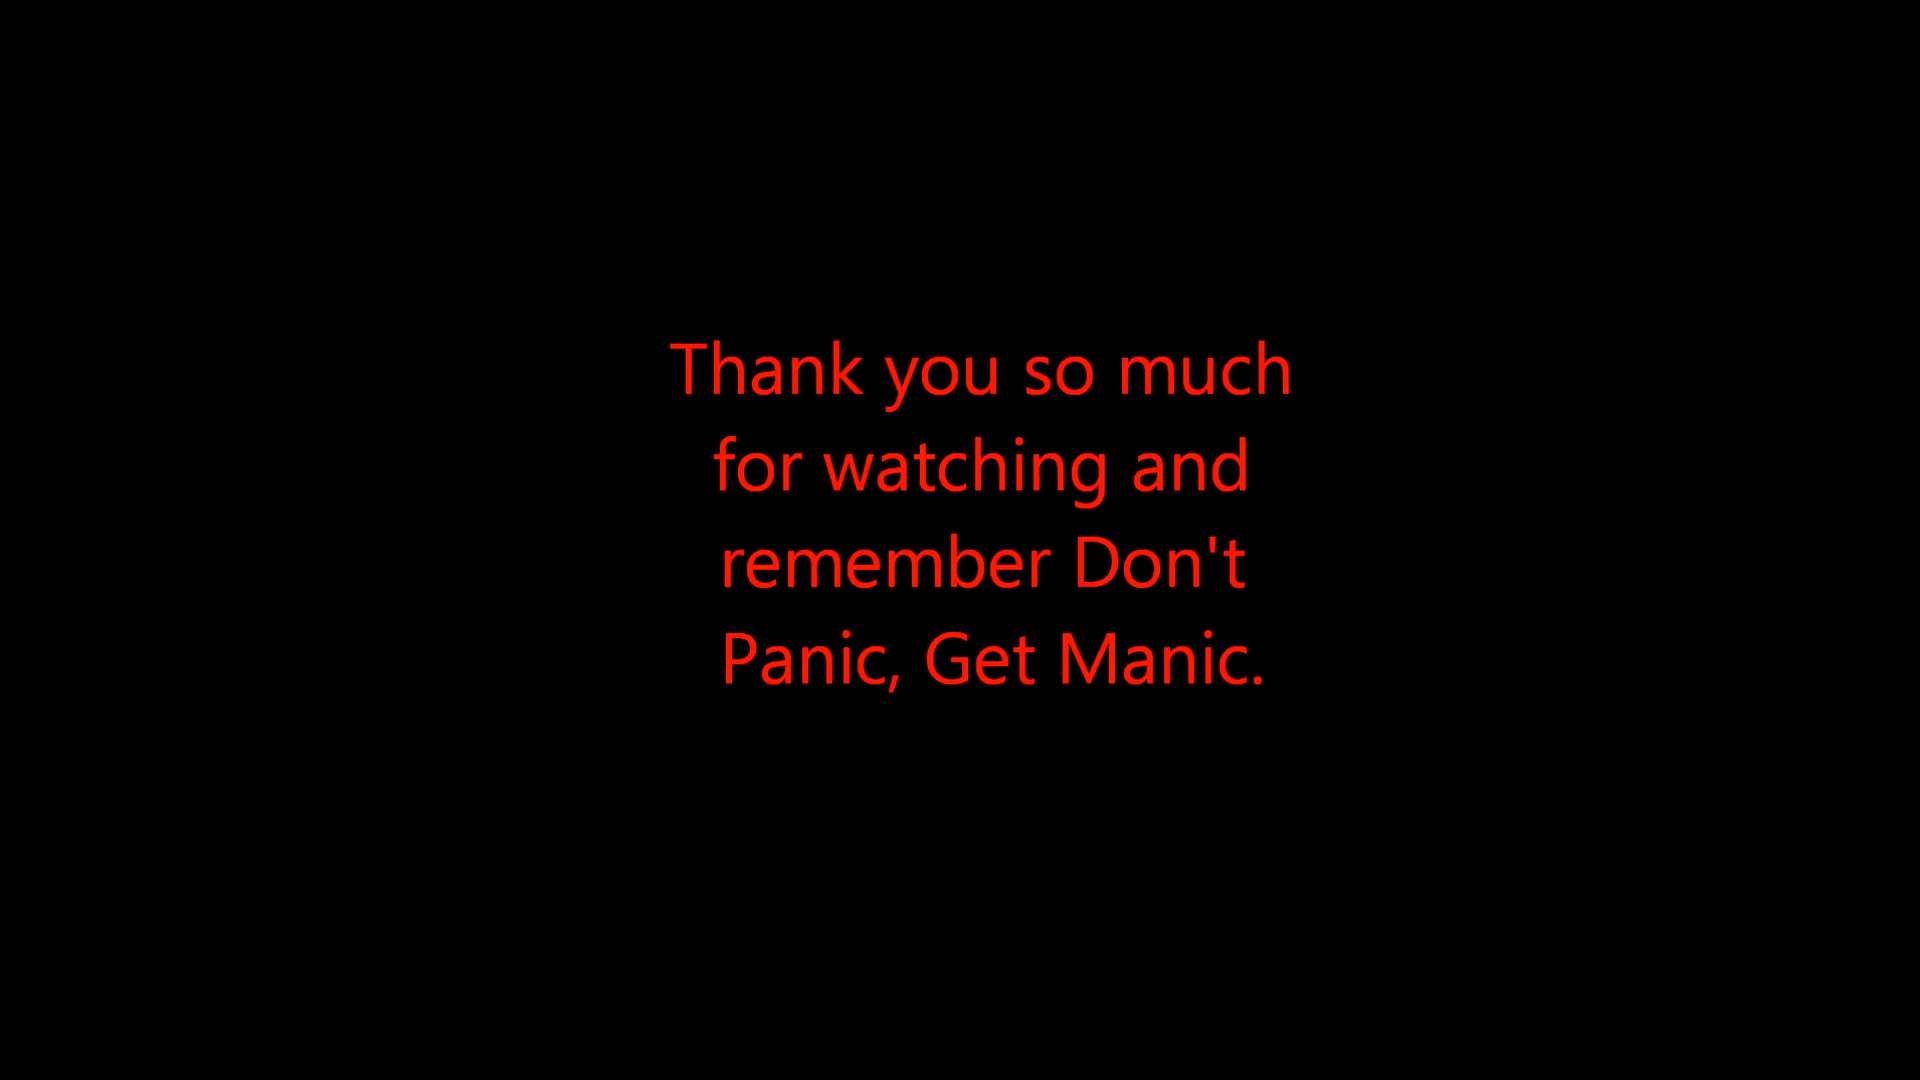 Thank you so much
for watching and
remember Don't
Panic, Get Manic.